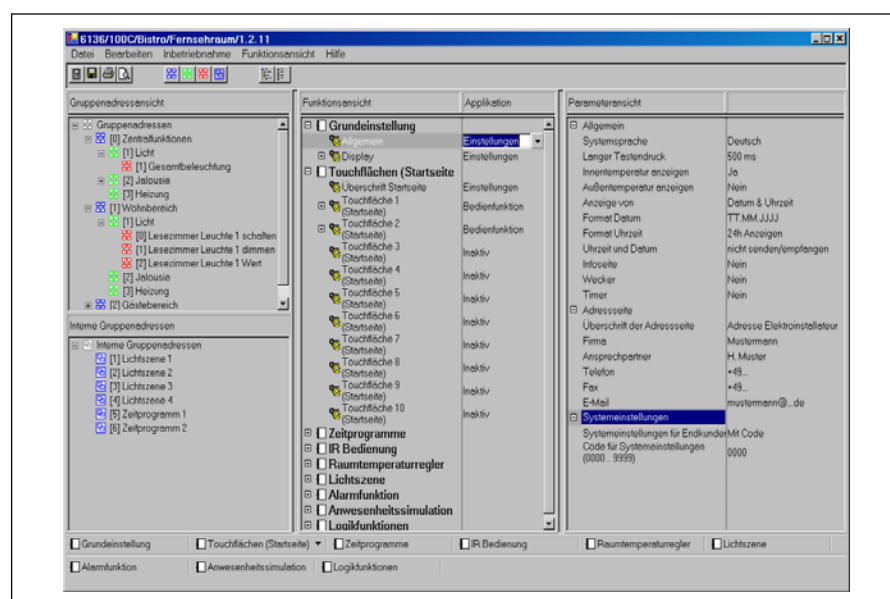 6136/100C/Bistro/Fernsehraum/1.2.11
Datei Bearbeiten Inbetriebnahme Funktionsansicht Hilfe
Gruppenadressansicht
Gruppenadressen
[0] Zentralfunktionen
[1] Licht
[1] Gesamtbeleuchtung
[2] Jalousie
[3] Heizung
[1] Wohnbereich
[1] Licht
[0] Lesezimmer Leuchte 1 schalten
[1] Lesezimmer Leuchte 1 dimmen
[2] Lesezimmer Leuchte 1 Wert
[2] Jalousie
[3] Heizung
[2] Gästebereich
Interne Gruppenadressen
Interne Gruppenadressen
[1] Lichtszene 1
[2] Lichtszene 2
[3] Lichtszene 3
[4] Lichtszene 4
[5] Zeitprogramm 1
[6] Zeitprogramm 2
Funktionsansicht Applikation
Grundeinstellung
Allgemein Einstellungen
Display Einstellungen
Touchflächen (Startseite
Überschrift Startseite Einstellungen
Touchfläche 1
(Startseite) Bedienfunktion
Touchfläche 2
(Startseite) Bedienfunktion
Touchfläche 3
(Startseite) Inaktiv
Touchfläche 4
(Startseite) Inaktiv
Touchfläche 5
(Startseite) Inaktiv
Touchfläche 6
(Startseite) Inaktiv
Touchfläche 7
(Startseite) Inaktiv
Touchfläche 8
(Startseite) Inaktiv
Touchfläche 9
(Startseite) Inaktiv
Touchfläche 10
(Startseite) Inaktiv
Zeitprogramme
IR Bedienung
Raumtemperaturregler
Lichtszene
Alarmfunktion
Anwesenheitssimulation
Logikfunktionen
Parameteransicht
Allgemein
Systemsprache Deutsch
Langer Tastendruck 500 ms
Innentemperatur anzeigen Ja
Außentemperatur anzeigen Nein
Anzeige von Datum & Uhrzeit
Format Datum TT.MM.JJJJ
Format Uhrzeit 24h Anzeigen
Uhrzeit und Datum nicht senden/empfangen
Infoseite Nein
Wecker Nein
Timer Nein
Adressseite
Überschrift der Adressseite Adresse Elektroinstallateur
Firma Mustermann
Ansprechpartner H. Muster
Telefon +49...
Fax +49...
E-Mail mustermann@...de
Systemeinstellungen
Systemeinstellungen für Endkunden Mit Code
Code für Systemeinstellungen
(0000 .. 9999) 0000
Grundeinstellung Touchflächen (Startseite) Zeitprogramme IR Bedienung Raumtemperaturregler Lichtszene
Alarmfunktion Anwesenheitssimulation Logikfunktionen